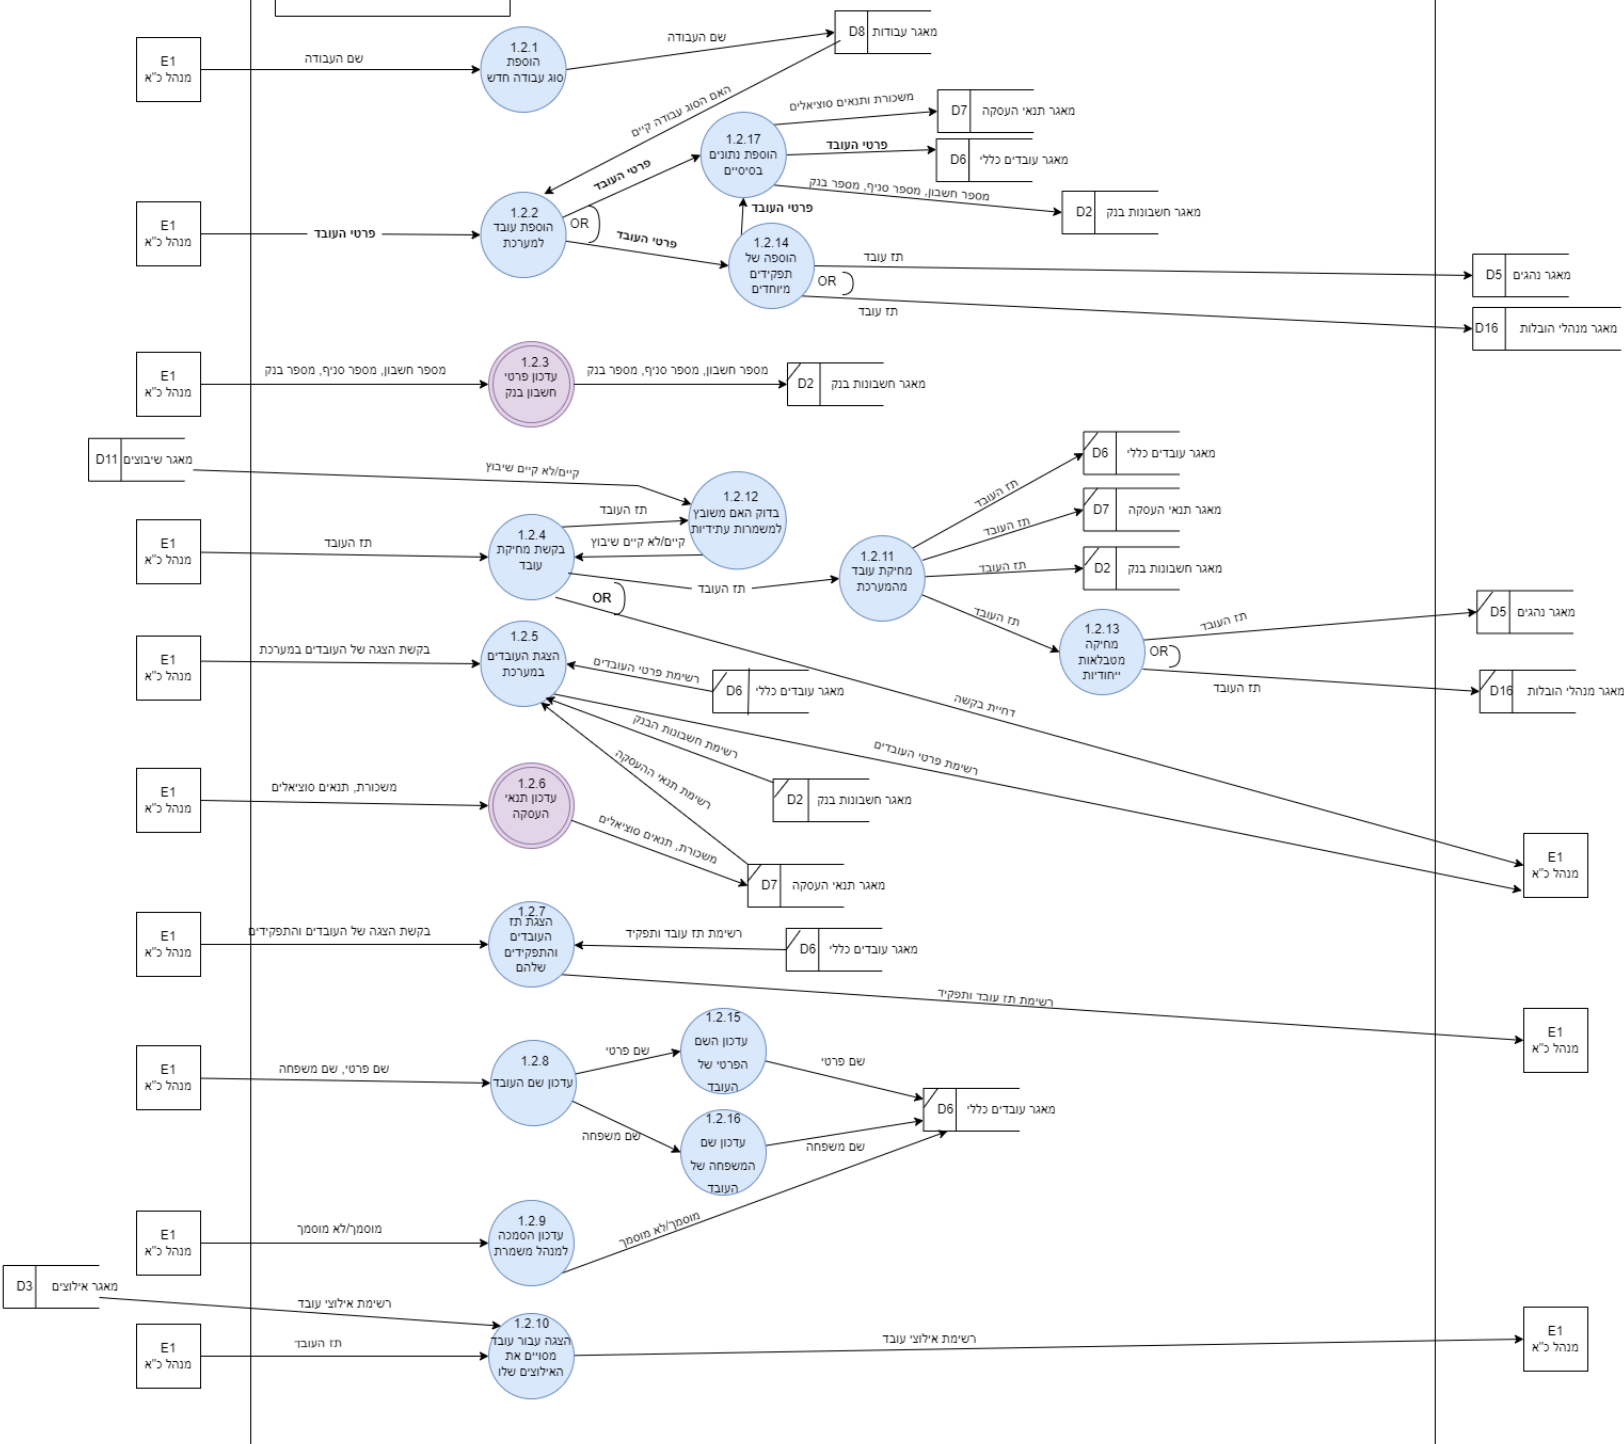 E1
מנהל כ"א
שם העבודה
1.2.1
הוספת
סוג עבודה חדש
שם העבודה
D8
מאגר עבודות
האם הסוג עבודה קיים
E1
מנהל כ"א
פרטי העובד
1.2.2
הוספת עובד
למערכת
OR
פרטי העובד
פרטי העובד
1.2.17
הוספת נתונים
בסיסיים
משכורת ותנאים סוציאלים
D7
מאגר תנאי העסקה
פרטי העובד
D6
מאגר עובדים כללי
מספר חשבון, מספר סניף, מספר בנק
D2
מאגר חשבונות בנק
פרטי העובד
1.2.14
הוספה של
תפקידים
מיוחדים
תז עובד
OR
תז עובד
D5
מאגר נהגים
D16
מאגר מנהלי הובלות
E1
מנהל כ"א
מספר חשבון, מספר סניף, מספר בנק
1.2.3
עדכון פרטי
חשבון בנק
מספר חשבון, מספר סניף, מספר בנק
D2
מאגר חשבונות בנק
D11
מאגר שיבוצים
קיים/לא קיים שיבוץ
1.2.12
בדוק האם משובץ
למשמרות עתידיות
E1
מנהל כ"א
תז העובד
1.2.4
בקשת מחיקת
עובד
תז העובד
קיים/לא קיים שיבוץ
תז העובד
OR
1.2.11
מחיקת עובד
מהמערכת
תז העובד
D6
מאגר עובדים כללי
תז העובד
D7
מאגר תנאי העסקה
תז העובד
D2
מאגר חשבונות בנק
תז העובד
1.2.13
מחיקה
מטבלאות
ייחודיות
תז העובד
OR
תז העובד
D5
מאגר נהגים
D16
מאגר מנהלי הובלות
דחיית בקשה
E1
מנהל כ"א
בקשת הצגה של העובדים במערכת
1.2.5
הצגת העובדים
במערכת
רשימת פרטי העובדים
D6
מאגר עובדים כללי
רשימת חשבונות הבנק
D2
מאגר חשבונות בנק
רשימת תנאי ההעסקה
רשימת פרטי העובדים
E1
מנהל כ"א
E1
מנהל כ"א
משכורת, תנאים סוציאלים
1.2.6
עדכון תנאי
העסקה
משכורת, תנאים סוציאלים
D7
מאגר תנאי העסקה
E1
מנהל כ"א
בקשת הצגה של העובדים והתפקידים
1.2.7
הצגת תז
העובדים
והתפקידים
שלהם
רשימת תז עובד ותפקיד
D6
מאגר עובדים כללי
רשימת תז עובד ותפקיד
E1
מנהל כ"א
E1
מנהל כ"א
שם פרטי, שם משפחה
1.2.8
עדכון שם העובד
שם פרטי
1.2.15
עדכון השם
הפרטי של
העובד
שם פרטי
שם משפחה
1.2.16
עדכון שם
המשפחה של
העובד
שם משפחה
D6
מאגר עובדים כללי
E1
מנהל כ"א
מוסמך/לא מוסמך
1.2.9
עדכון הסמכה
למנהל משמרת
מוסמך/לא מוסמך
D3
מאגר אילוצים
רשימת אילוצי עובד
E1
מנהל כ"א
תז העובד
1.2.10
הצגה עבור עובד
מסויים את
האילוצים שלו
רשימת אילוצי עובד
E1
מנהל כ"א